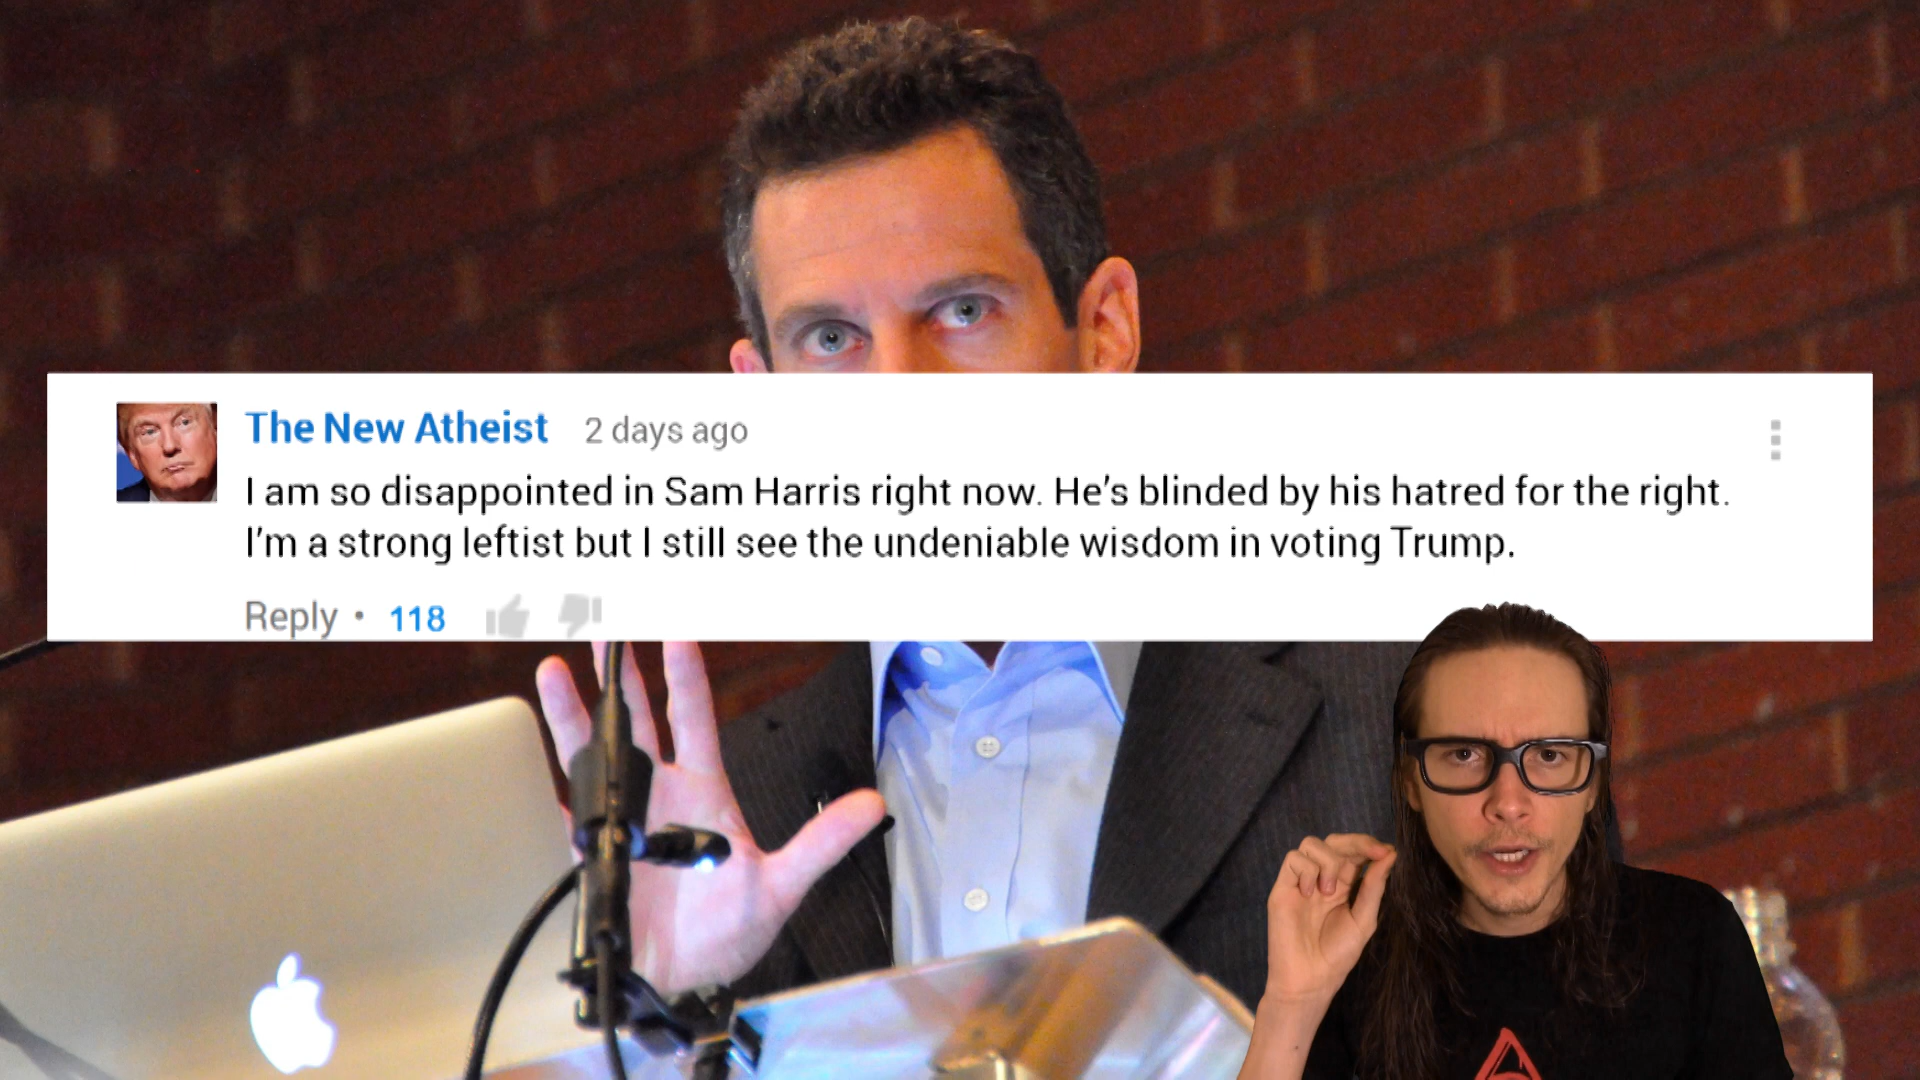 The New Atheist 2 days ago
I am so disappointed in Sam Harris right now. He's blinded by his hatred for the right.
I'm a strong leftist but I still see the undeniable wisdom in voting Trump.
Reply • 118